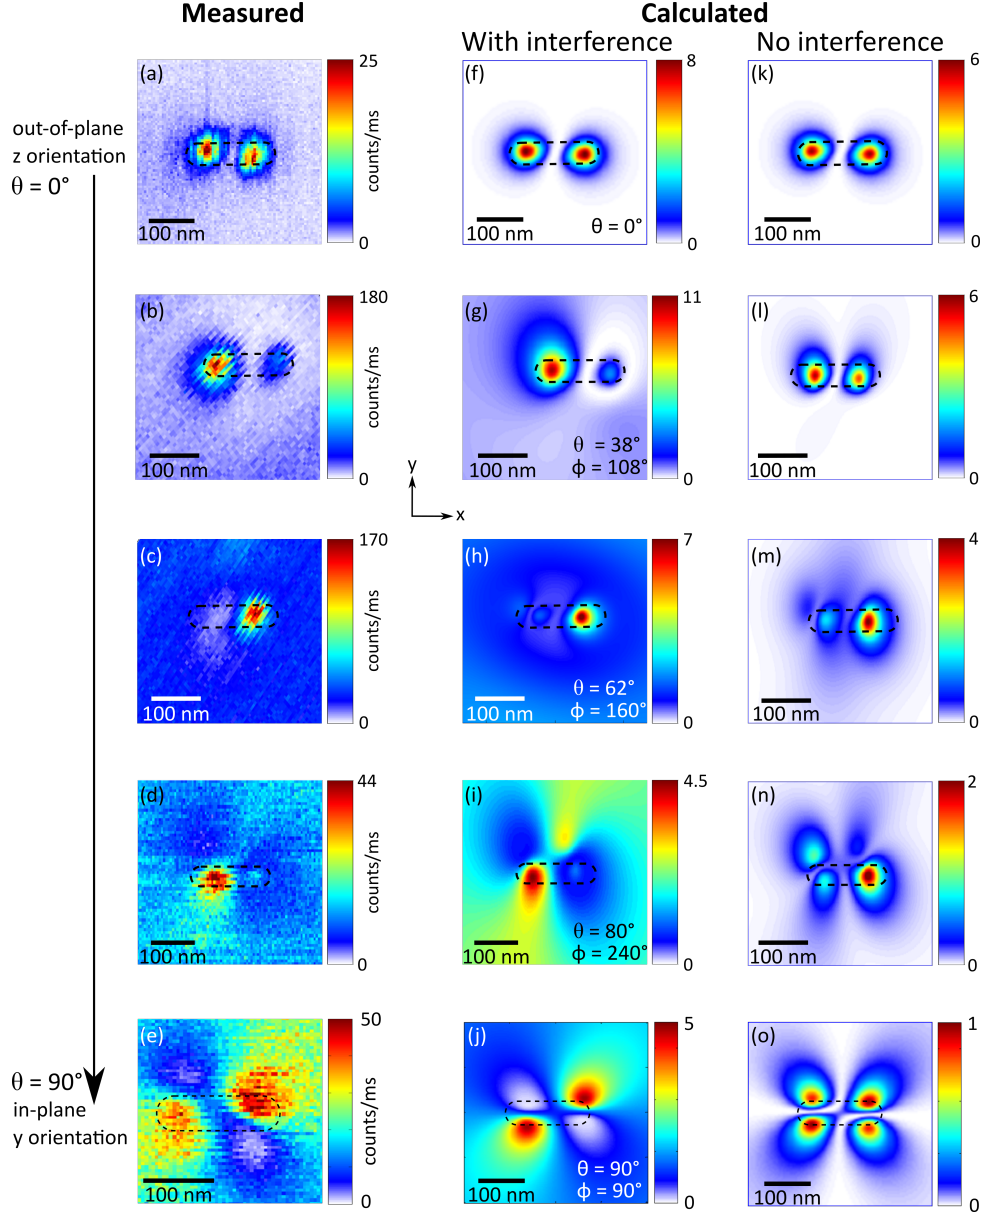 Measured
Calculated
With interference
No interference
out-of-plane
z orientation
θ = 0°
(a)
25
0
counts/ms
100 nm
(f)
8
0
100 nm
θ = 0°
(k)
6
0
100 nm
(b)
180
0
counts/ms
100 nm
(g)
11
0
100 nm
θ = 38°
ϕ = 108°
(l)
6
0
100 nm
y
x
(c)
170
0
counts/ms
100 nm
(h)
7
0
100 nm
θ = 62°
ϕ = 160°
(m)
4
0
100 nm
(d)
44
0
counts/ms
100 nm
(i)
4.5
0
100 nm
θ = 80°
ϕ = 240°
(n)
2
0
100 nm
θ = 90°
in-plane
y orientation
(e)
50
0
counts/ms
100 nm
(j)
5
0
100 nm
θ = 90°
ϕ = 90°
(o)
1
0
100 nm